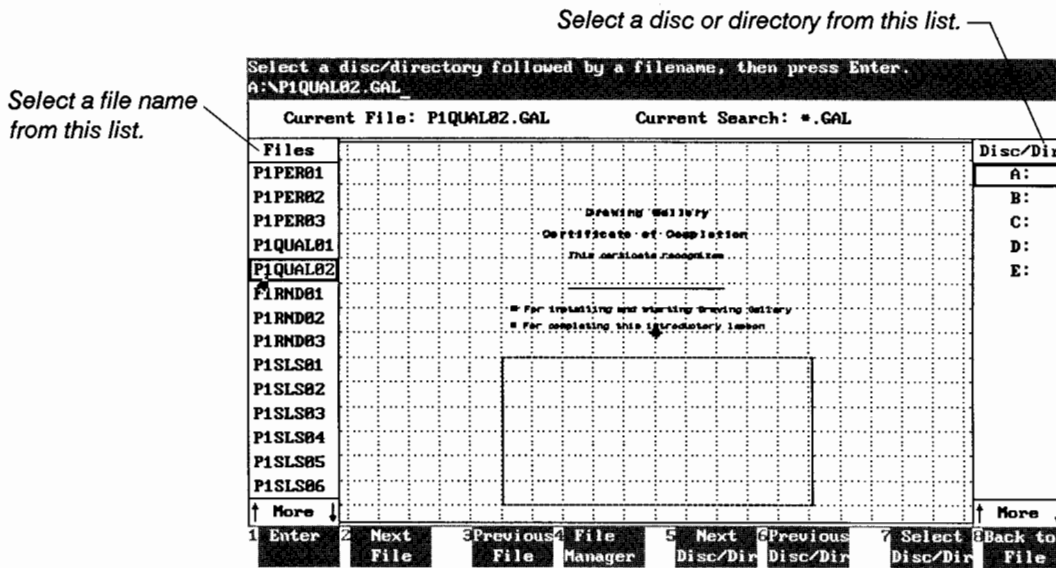 Select a disc or directory from this list.
Select a disc/directory followed by a filename, then press Enter.
A:\P1QUAL02.GAL_
Select a file name
from this list.
Current File: P1QUAL02.GAL Current Search: *.GAL
Files
Disc/Dir
P1PER01
A:
P1PER02
B:
P1PER03
C:
P1QUAL01
D:
P1QUAL02
E:
P1RND01
P1RND02
P1RND03
P1SLS01
P1SLS02
P1SLS03
P1SLS04
P1SLS05
P1SLS06
↑ More ↓
Drawing Gallery
Certificate of Completion
This certicate recognizes
For installing and starting Drawing Gallery
For completing this introductory lesson
↑ More ↓
1 Enter 2 Next File 3 Previous File 4 File Manager 5 Next Disc/Dir 6 Previous Disc/Dir 7 Select Disc/Dir 8 Back to File